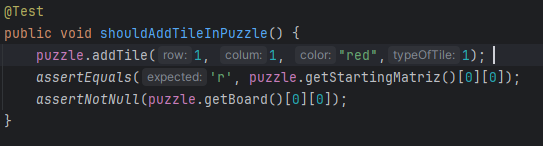 @Test
public void shouldAddTileInPuzzle() {
    puzzle.addTile( row: 1, colum: 1, color: "red", typeOfTile: 1);
    assertEquals( expected: 'r', puzzle.getStartingMatriz()[0][0]);
    assertNotNull(puzzle.getBoard()[0][0]);
}